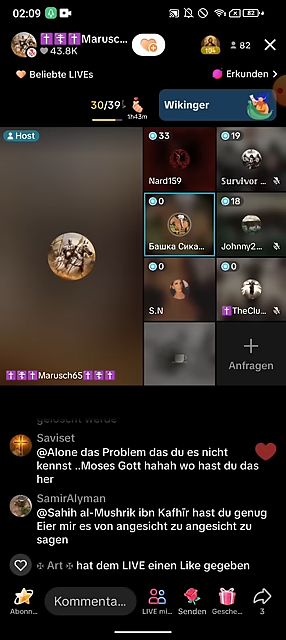 02:09
✝️☦️✝️Marusc...
43.8K
82
Beliebte LIVEs
Erkunden >
30/39
1h43m
Wikinger
Host
33
19
Nard159
Survivor ...
0
18
Башка Сика...
Johnny2...
0
0
S.N
✝️TheClu...
Anfragen
✝️✝️✝️Marusch65✝️✝️✝️
gelöscht werde
Saviset
@Alone das Problem das du es nicht
kennst ..Moses Gott hahah wo hast du das
her
SamirAlyman
@Sahih al-Mushrik ibn Kafhîr hast du genug
Eier mir es von angesicht zu angesicht zu
sagen
✠ Art ✠ hat dem LIVE einen Like gegeben
Abonn...
Kommenta...
LIVE mi...
Senden
Gesche...
3